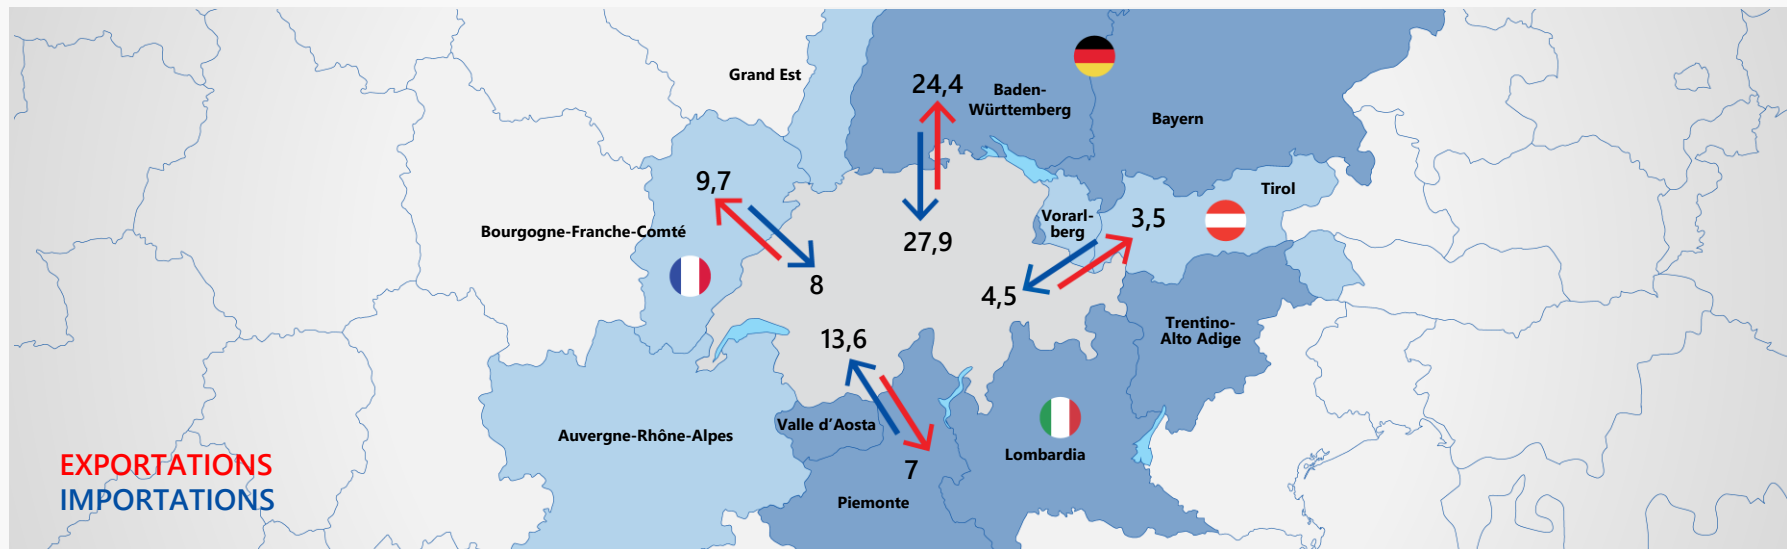 Grand Est
24,4
Baden-
Württemberg
Bayern
9,7
Tirol
Vorarl-
berg
3,5
Bourgogne-Franche-Comté
27,9
8
4,5
13,6
Trentino-
Alto Adige
Valle d’Aosta
Auvergne-Rhône-Alpes
Lombardia
7
Piemonte
EXPORTATIONS
IMPORTATIONS